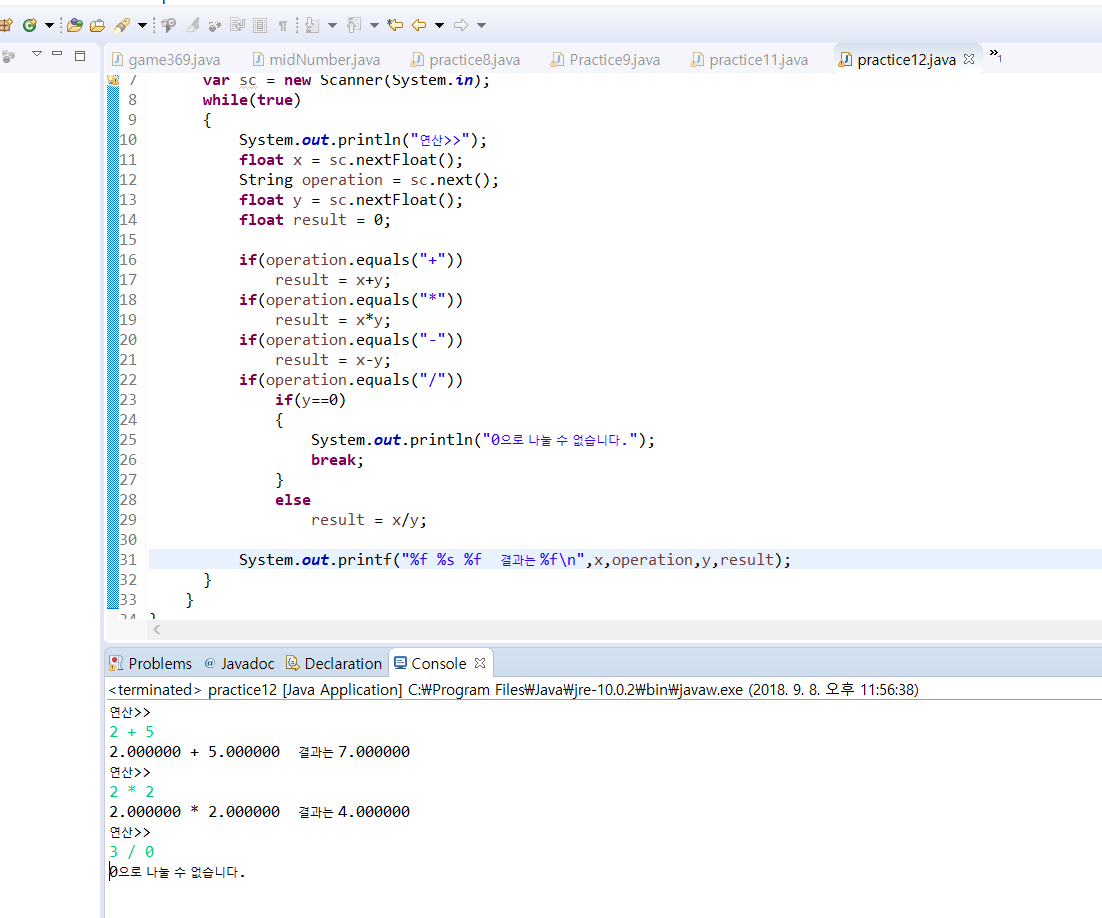 game369.java midNumber.java practice8.java Practice9.java practice11.java practice12.java »1
7 var sc = new Scanner(System.in);
8 while(true)
9 {
10 System.out.println("연산>>");
11 float x = sc.nextFloat();
12 String operation = sc.next();
13 float y = sc.nextFloat();
14 float result = 0;
15
16 if(operation.equals("+"))
17 result = x+y;
18 if(operation.equals("*"))
19 result = x*y;
20 if(operation.equals("-"))
21 result = x-y;
22 if(operation.equals("/"))
23 if(y==0)
24 {
25 System.out.println("0으로 나눌 수 없습니다.");
26 break;
27 }
28 else
29 result = x/y;
30
31 System.out.printf("%f %s %f  결과는 %f\n",x,operation,y,result);
32 }
33 }
34 }
Problems @ Javadoc Declaration Console
<terminated> practice12 [Java Application] C:₩Program Files₩Java₩jre-10.0.2₩bin₩javaw.exe (2018. 9. 8. 오후 11:56:38)
연산>>
2 + 5
2.000000 + 5.000000  결과는 7.000000
연산>>
2 * 2
2.000000 * 2.000000  결과는 4.000000
연산>>
3 / 0
0으로 나눌 수 없습니다.